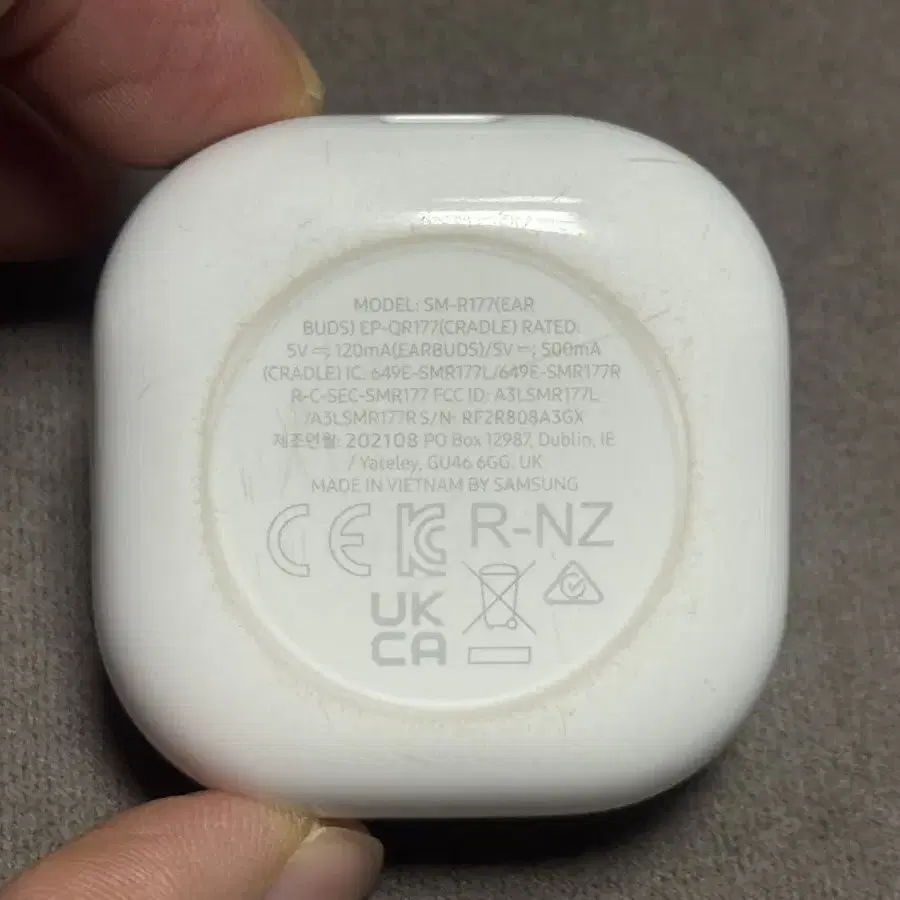 MODEL: SM-R177(EAR
BUDS) EP-QR177(CRADLE) RATED:
5V ⎓; 120mA(EARBUDS)/5V ⎓; 500mA
(CRADLE) IC: 649E-SMR177L/649E-SMR177R
R-C-SEC-SMR177 FCC ID: A3LSMR177L
/A3LSMR177R S/N: RF2R808A3GX
제조연월: 202108 PO Box 12987, Dublin, IE
/ Yateley, GU46 6GG, UK
MADE IN VIETNAM BY SAMSUNG
CE KC R-NZ
UK
CA